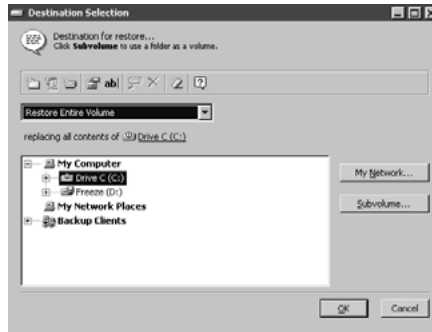 Destination Selection
Destination for restore...
Click Subvolume to use a folder as a volume.
ab|
Restore Entire Volume
replacing all contents of Drive C (C:)
My Computer
Drive C (C:)
Freeze (D:)
My Network Places
Backup Clients
My Network...
Subvolume...
OK
Cancel